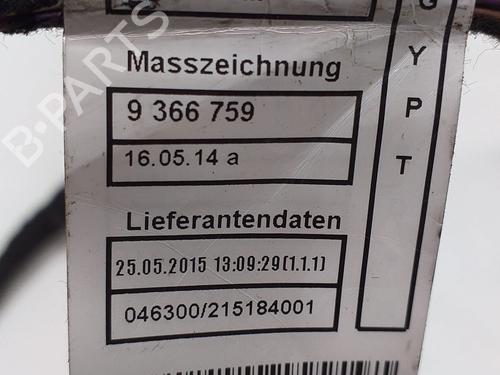 Masszeichnung
9 366 759
16.05.14 a
Lieferantendaten
25.05.2015 13:09:29(1.1.1)
046300/215184001
G
Y
P
T
B-PARTS